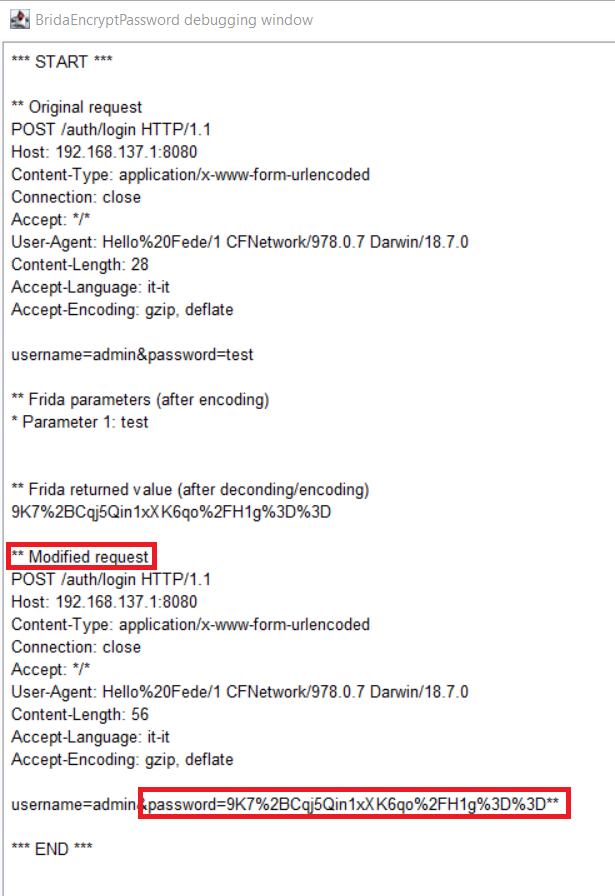 BridaEncryptPassword debugging window
*** START ***
** Original request
POST /auth/login HTTP/1.1
Host: 192.168.137.1:8080
Content-Type: application/x-www-form-urlencoded
Connection: close
Accept: */*
User-Agent: Hello%20Fede/1 CFNetwork/978.0.7 Darwin/18.7.0
Content-Length: 28
Accept-Language: it-it
Accept-Encoding: gzip, deflate
username=admin&password=test
** Frida parameters (after encoding)
* Parameter 1: test
** Frida returned value (after deconding/encoding)
9K7%2BCqj5Qin1xXK6qo%2FH1g%3D%3D
** Modified request
POST /auth/login HTTP/1.1
Host: 192.168.137.1:8080
Content-Type: application/x-www-form-urlencoded
Connection: close
Accept: */*
User-Agent: Hello%20Fede/1 CFNetwork/978.0.7 Darwin/18.7.0
Content-Length: 56
Accept-Language: it-it
Accept-Encoding: gzip, deflate
username=admin&password=9K7%2BCqj5Qin1xXK6qo%2FH1g%3D%3D**
*** END ***